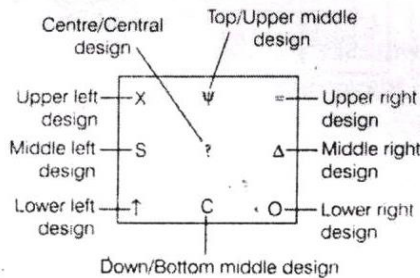 Centre/Central design
Top/Upper middle design
Upper left design
X
Ψ
=
Upper right design
Middle left design
S
?
Δ
Middle right design
Lower left design
↑
C
O
Lower right design
Down/Bottom middle design